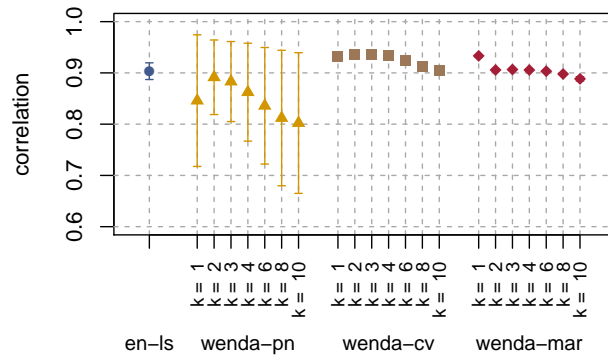 correlation
1.0
0.9
0.8
0.7
0.6
k = 1
k = 2
k = 3
k = 4
k = 6
k = 8
k = 10
k = 1
k = 2
k = 3
k = 4
k = 6
k = 8
k = 10
k = 1
k = 2
k = 3
k = 4
k = 6
k = 8
k = 10
en−ls wenda−pn wenda−cv wenda−mar